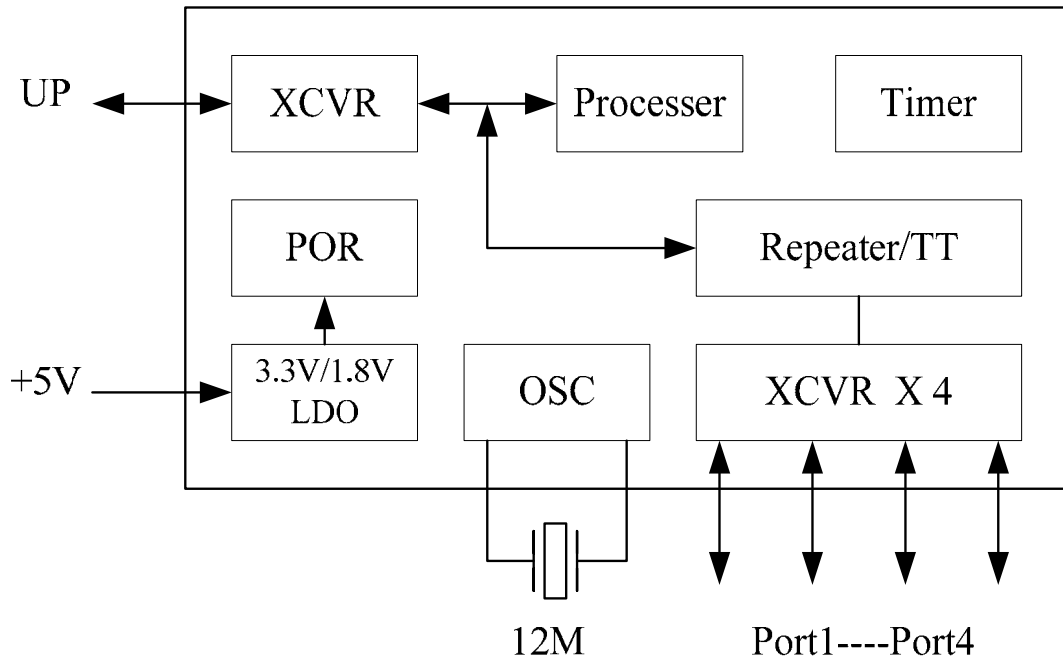 UP
XCVR
Processer
Timer
POR
Repeater/TT
+5V
3.3V/1.8V
LDO
OSC
XCVR X 4
12M
Port1----Port4